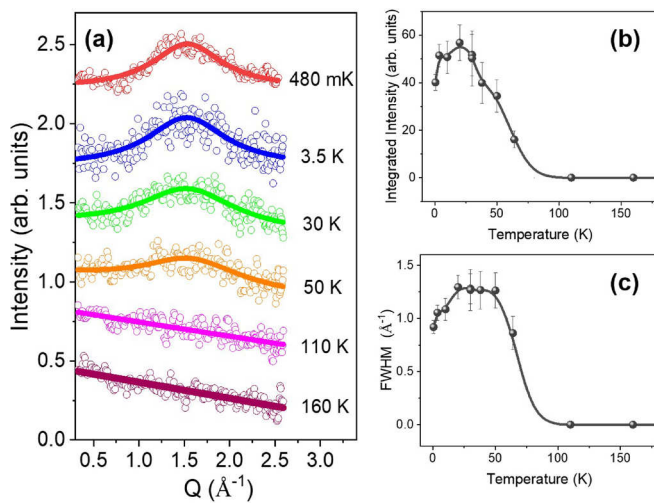 (a)
2.5
2.0
1.5
1.0
0.5
0.0
Intensity (arb. units)
480 mK
3.5 K
30 K
50 K
110 K
160 K
0.5 1.0 1.5 2.0 2.5 3.0
Q (Å⁻¹)
(b)
60
40
20
0
Integrated Intensity (arb. units)
0 50 100 150
Temperature (K)
(c)
1.5
1.0
0.5
0.0
FWHM (Å⁻¹)
0 50 100 150
Temperature (K)